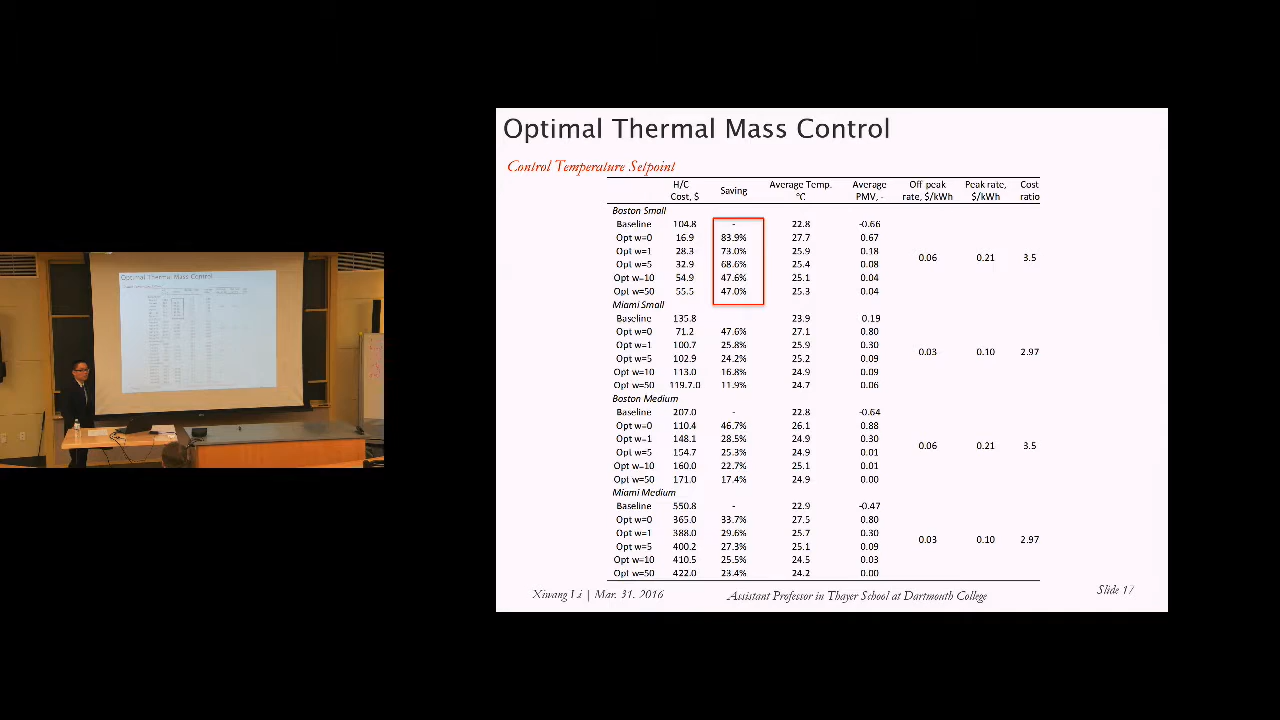 Optimal Thermal Mass Control
Control Temperature Setpoint
H/C Cost, $ Saving Average Temp. °C Average PMV, - Off peak rate, $/kWh Peak rate, $/kWh Cost ratio
Boston Small
Baseline 104.8 - 22.8 -0.66
Opt w=0 16.9 83.9% 27.7 0.67
Opt w=1 28.3 73.0% 25.9 0.18
0.06 0.21 3.5
Opt w=5 32.9 68.6% 25.4 0.08
Opt w=10 54.9 47.6% 25.1 0.04
Opt w=50 55.5 47.0% 25.3 0.04
Miami Small
Baseline 135.8 23.9 -0.19
Opt w=0 71.2 47.6% 27.1 0.80
Opt w=1 100.7 25.8% 25.9 0.30
0.03 0.10 2.97
Opt w=5 102.9 24.2% 25.2 0.09
Opt w=10 113.0 16.8% 24.9 0.09
Opt w=50 119.7.0 11.9% 24.7 0.06
Boston Medium
Baseline 207.0 - 22.8 -0.64
Opt w=0 110.4 46.7% 26.1 0.88
Opt w=1 148.1 28.5% 24.9 0.30
0.06 0.21 3.5
Opt w=5 154.7 25.3% 24.9 0.01
Opt w=10 160.0 22.7% 25.1 0.01
Opt w=50 171.0 17.4% 24.9 0.00
Miami Medium
Baseline 550.8 - 22.9 -0.47
Opt w=0 365.0 33.7% 27.5 0.80
Opt w=1 388.0 29.6% 25.7 0.30
0.03 0.10 2.97
Opt w=5 400.2 27.3% 25.1 0.09
Opt w=10 410.5 25.5% 24.5 0.03
Opt w=50 422.0 23.4% 24.2 0.00
Xiwang Li | Mar. 31. 2016 Assistant Professor in Thayer School at Dartmouth College Slide 17
Optimal Thermal Mass Control